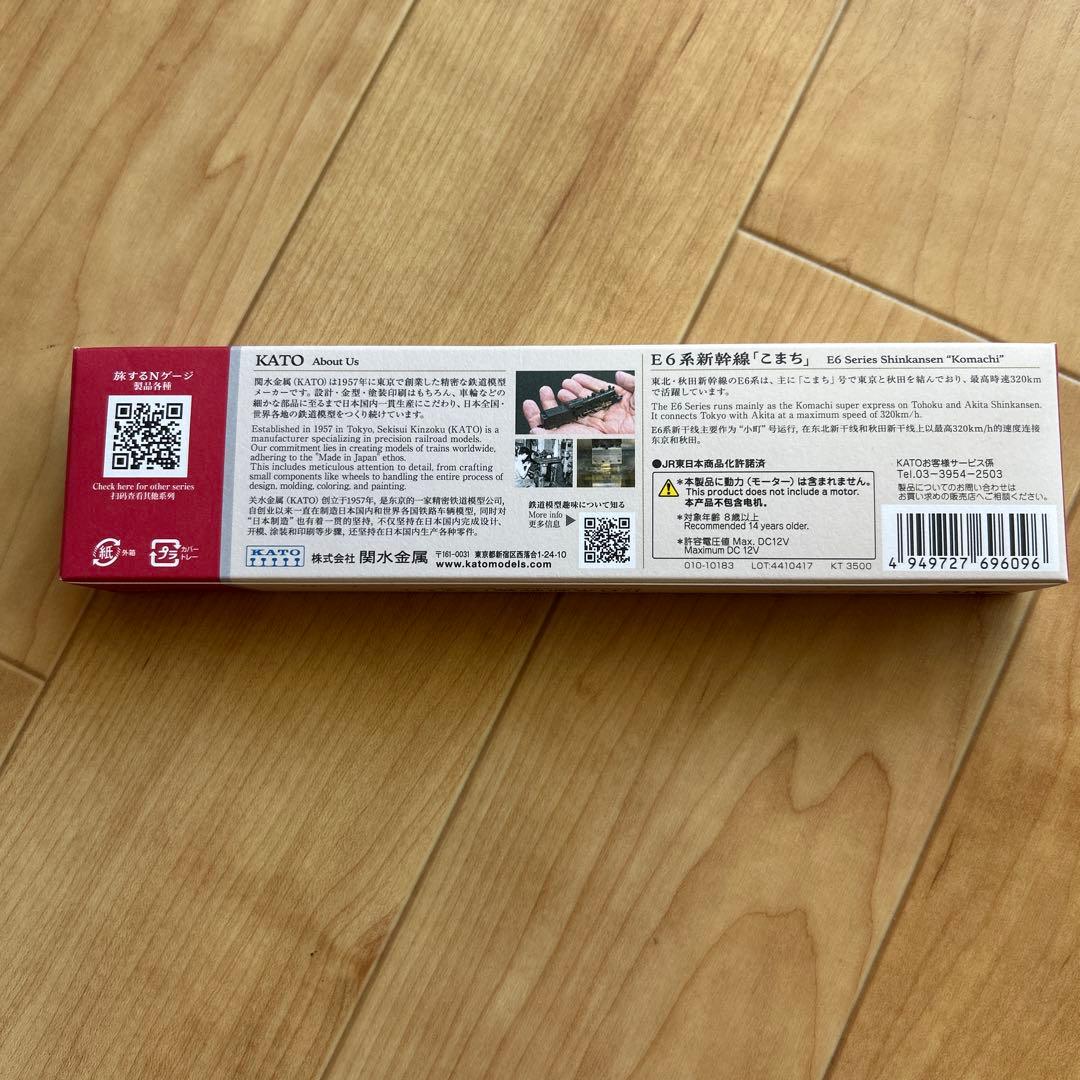 旅するNゲージ
製品各種
Check here for other series
扫码查看其他系列
紙 外箱
プラ カバー
トレー
KATO About Us
関水金属(KATO)は1957年に東京で創業した精密な鉄道模型
メーカーです。設計・金型・塗装印刷はもちろん、車輪などの
細かな部品に至るまで日本国内一貫生産にこだわり、日本全国・
世界各地の鉄道模型をつくり続けています。
Established in 1957 in Tokyo, Sekisui Kinzoku (KATO) is a
manufacturer specializing in precision railroad models.
Our commitment lies in creating models of trains worldwide,
adhering to the "Made in Japan" ethos.
This includes meticulous attention to detail, from crafting
small components like wheels to handling the entire process of
design, molding, coloring, and painting.
关水金属(KATO)创立于1957年, 是东京的一家精密铁道模型公司,
自创业以来一直在制造日本国内和世界各国铁路车辆模型, 同时对
"日本制造" 也有着一贯的坚持, 不仅坚持在日本国内完成设计、
开模、涂装和印刷等步骤, 还坚持在日本国内生产各种零件。
鉄道模型趣味について知る
More info
更多信息
KATO 株式会社 関水金属
〒161-0031 東京都新宿区西落合1-24-10
www.katomodels.com
E6系新幹線「こまち」 E6 Series Shinkansen "Komachi"
東北・秋田新幹線のE6系は、主に「こまち」号で東京と秋田を結んでおり、最高時速320km
で活躍しています。
The E6 Series runs mainly as the Komachi super express on Tohoku and Akita Shinkansen.
It connects Tokyo with Akita at a maximum speed of 320km/h.
E6系新干线主要作为 "小町" 号运行, 在东北新干线和秋田新干线上以最高320km/h的速度连接
东京和秋田。
●JR東日本商品化許諾済
*本製品に動力(モーター)は含まれません。
This product does not include a motor.
本产品不包含电机。
*対象年齢 8歳以上
Recommended 14 years older.
*許容電圧値 Max. DC12V
Maximum DC 12V
010-10183 LOT:4410417 KT 3500
KATOお客様サービス係
Tel.03-3954-2503
製品についてのお問い合わせは
お買い求めの販売店へご相談ください。
4 949727 696096